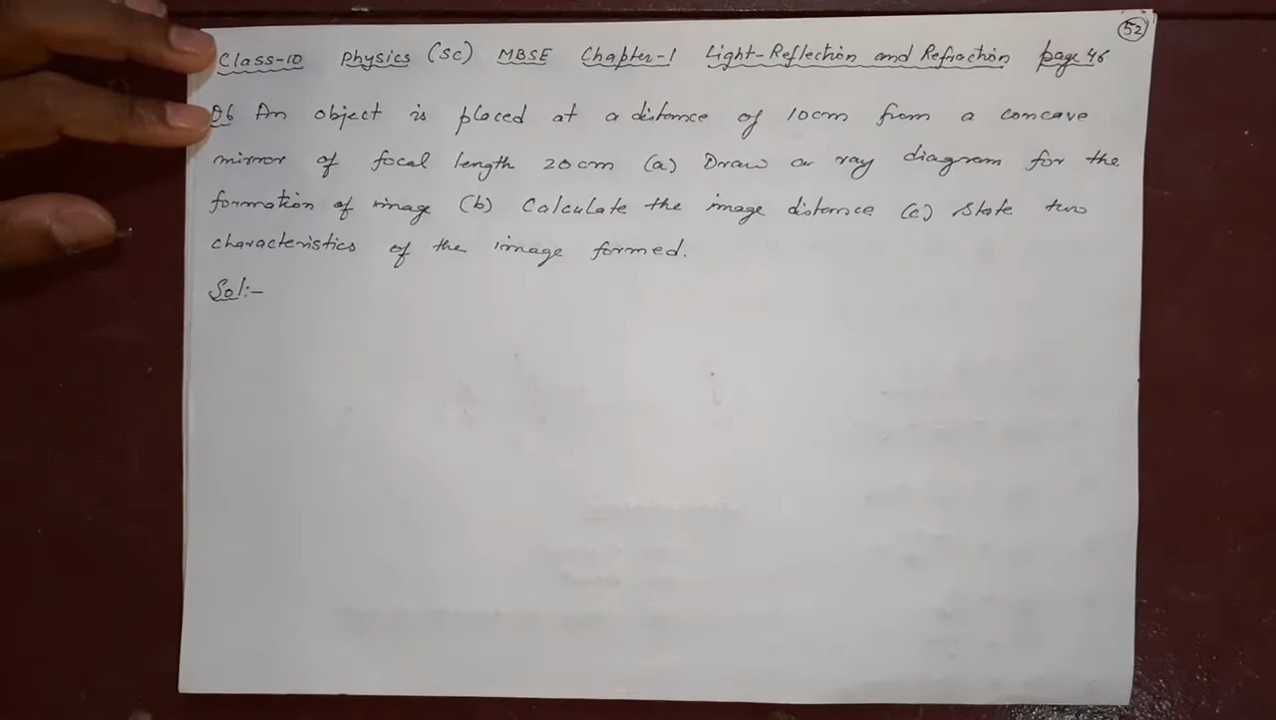 52
Class-10 Physics (SC) MBSE Chapter-1 Light-Reflection and Refraction page 46
Q6 An object is placed at a distance of 10cm from a concave
mirror of focal length 20cm (a) Draw a ray diagram for the
formation of image (b) Calculate the image distance (c) State two
characteristics of the image formed.
Sol:-